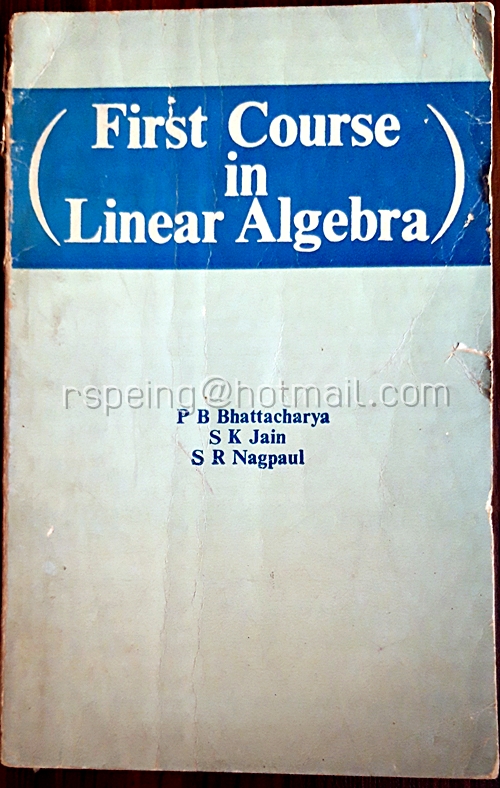 First Course
in
Linear Algebra
rspeing@hotmail.com
P B Bhattacharya
S K Jain
S R Nagpaul